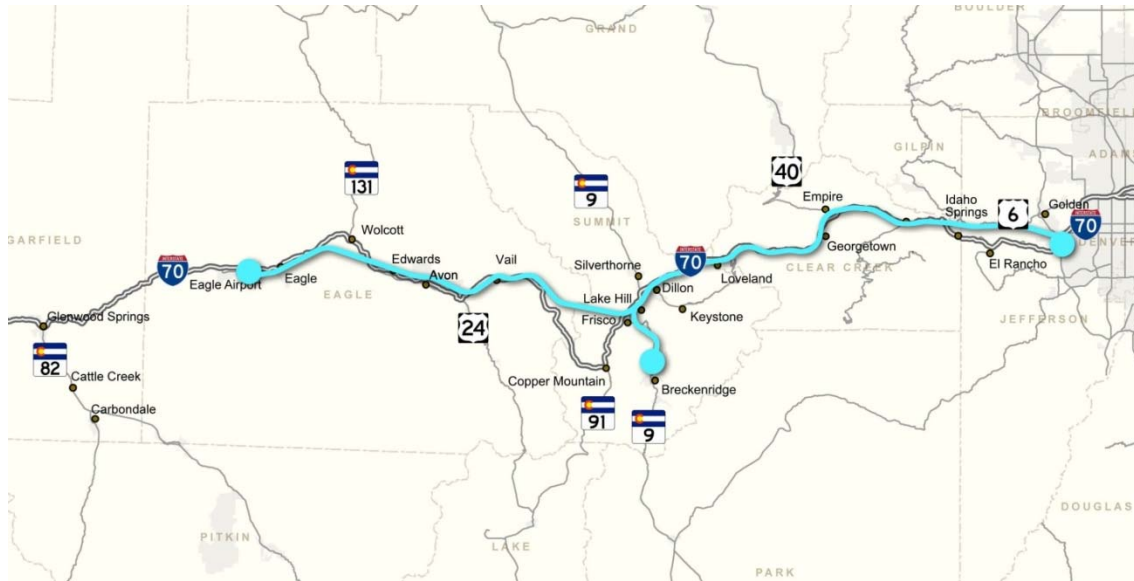 BOULDER
GRAND
BROOMFIELD
GILPIN
ADAMS
40
131
9
Empire
Idaho
Springs
6
Golden
SUMMIT
70
DENVER
GARFIELD
Wolcott
Georgetown
El Rancho
Edwards
Vail
Silverthorne
70
Loveland
CLEAR CREEK
70
Eagle Airport
Eagle
Avon
Dillon
EAGLE
Lake Hill
Keystone
Frisco
JEFFERSON
Glenwood Springs
24
82
Cattle Creek
Copper Mountain
Breckenridge
Carbondale
91
9
DOUGLAS
PITKIN
LAKE
PARK